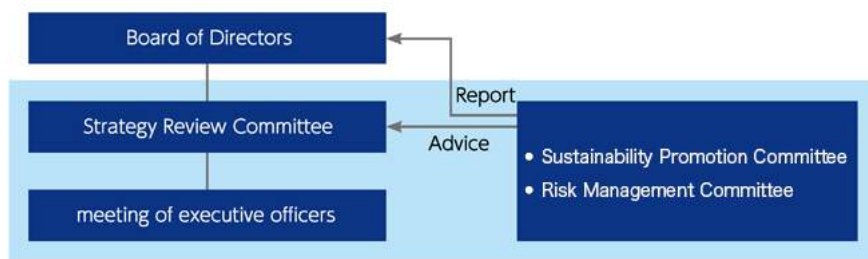 Board of Directors
Report
Strategy Review Committee
Advice
• Sustainability Promotion Committee
• Risk Management Committee
meeting of executive officers